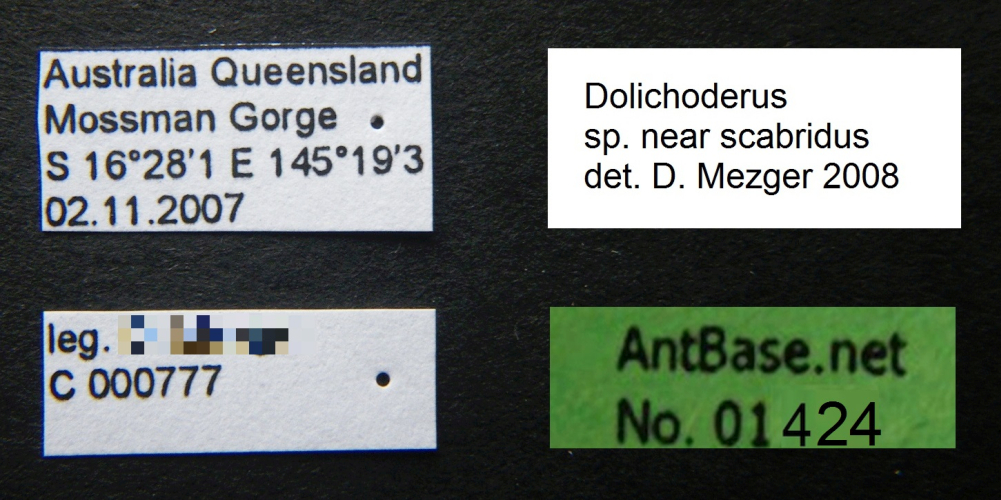 Australia Queensland
Mossman Gorge
S 16°28'1 E 145°19'3
02.11.2007
Dolichoderus
sp. near scabridus
det. D. Mezger 2008
leg.
C 000777
AntBase.net
No. 01424